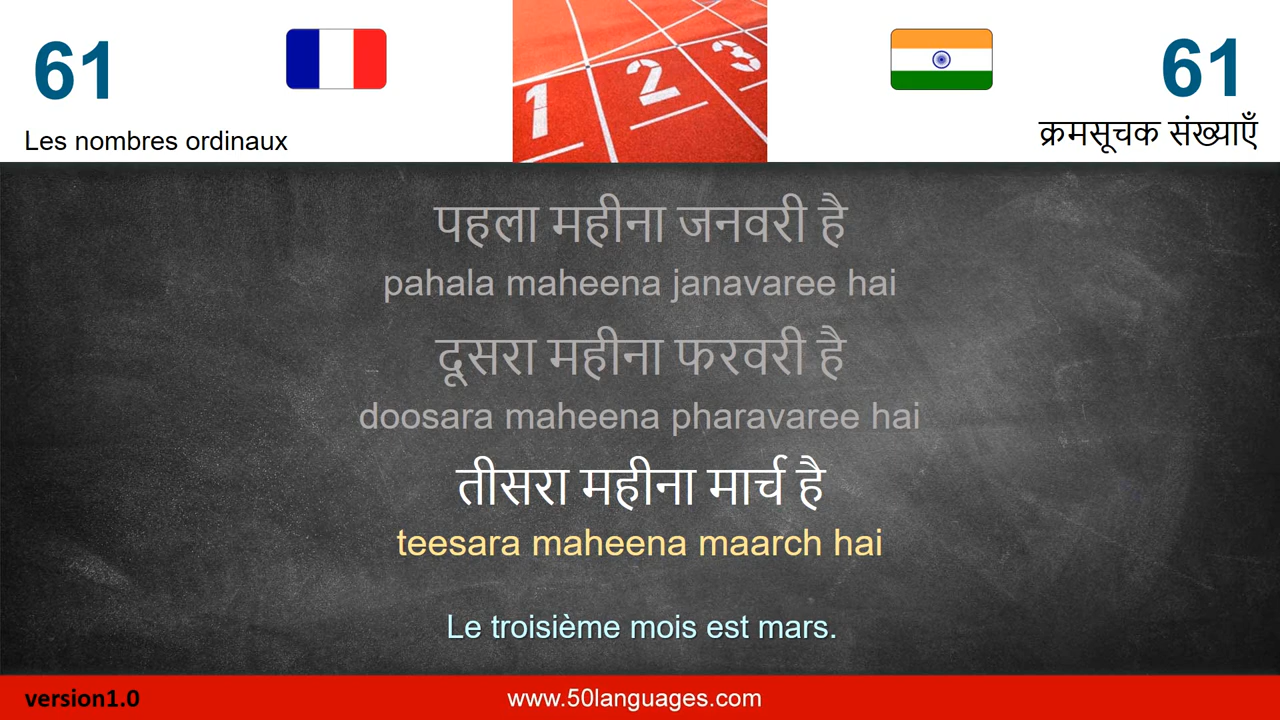 61
61
Les nombres ordinaux
क्रमसूचक संख्याएँ
1 2 3
पहला महीना जनवरी है
pahala maheena janavaree hai
दूसरा महीना फरवरी है
doosara maheena pharavaree hai
तीसरा महीना मार्च है
teesara maheena maarch hai
Le troisième mois est mars.
version1.0
www.50languages.com